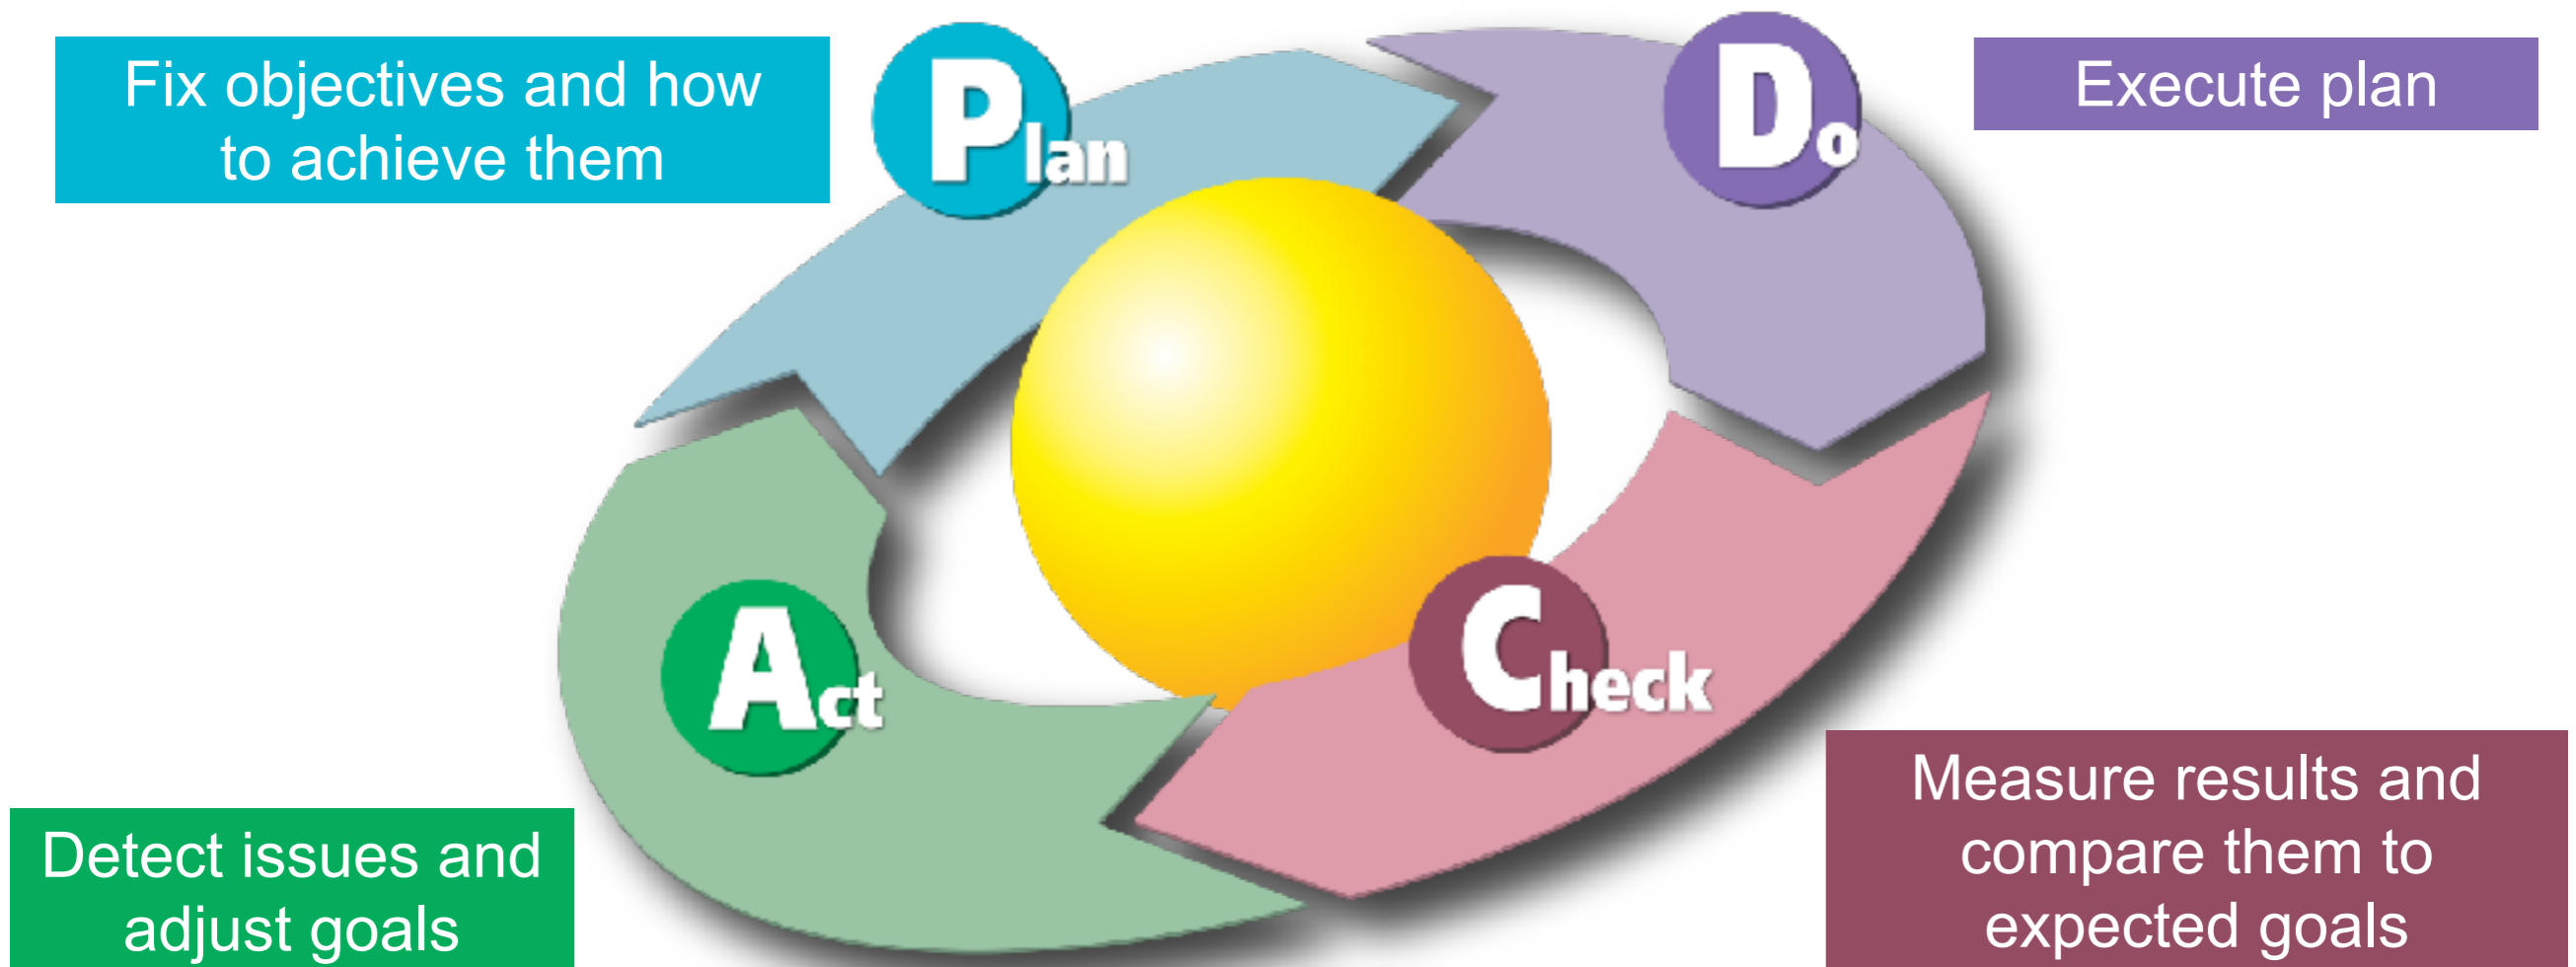 Fix objectives and how
to achieve them
Plan
Do
Execute plan
Act
Check
Detect issues and
adjust goals
Measure results and
compare them to
expected goals